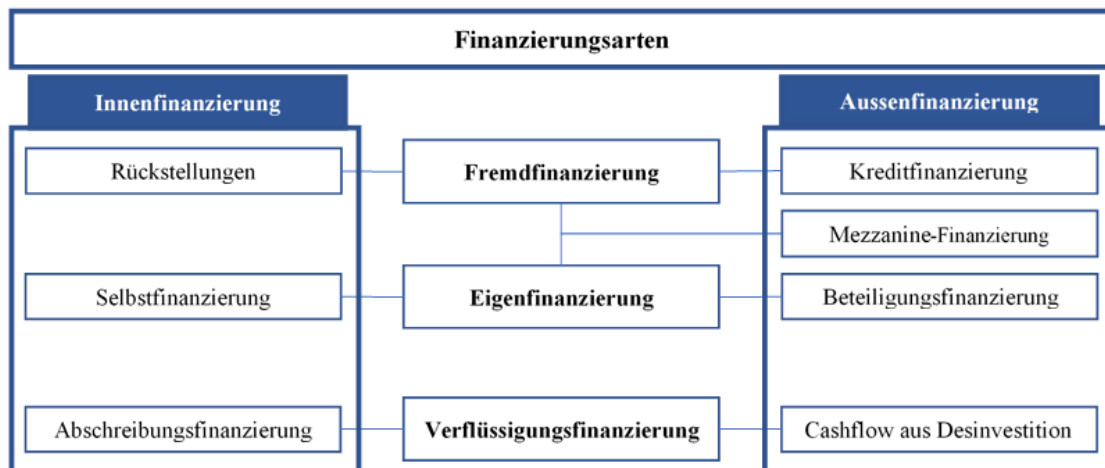 Finanzierungsarten
Innenfinanzierung
Aussenfinanzierung
Rückstellungen
Fremdfinanzierung
Kreditfinanzierung
Mezzanine-Finanzierung
Selbstfinanzierung
Eigenfinanzierung
Beteiligungsfinanzierung
Abschreibungsfinanzierung
Verflüssigungsfinanzierung
Cashflow aus Desinvestition